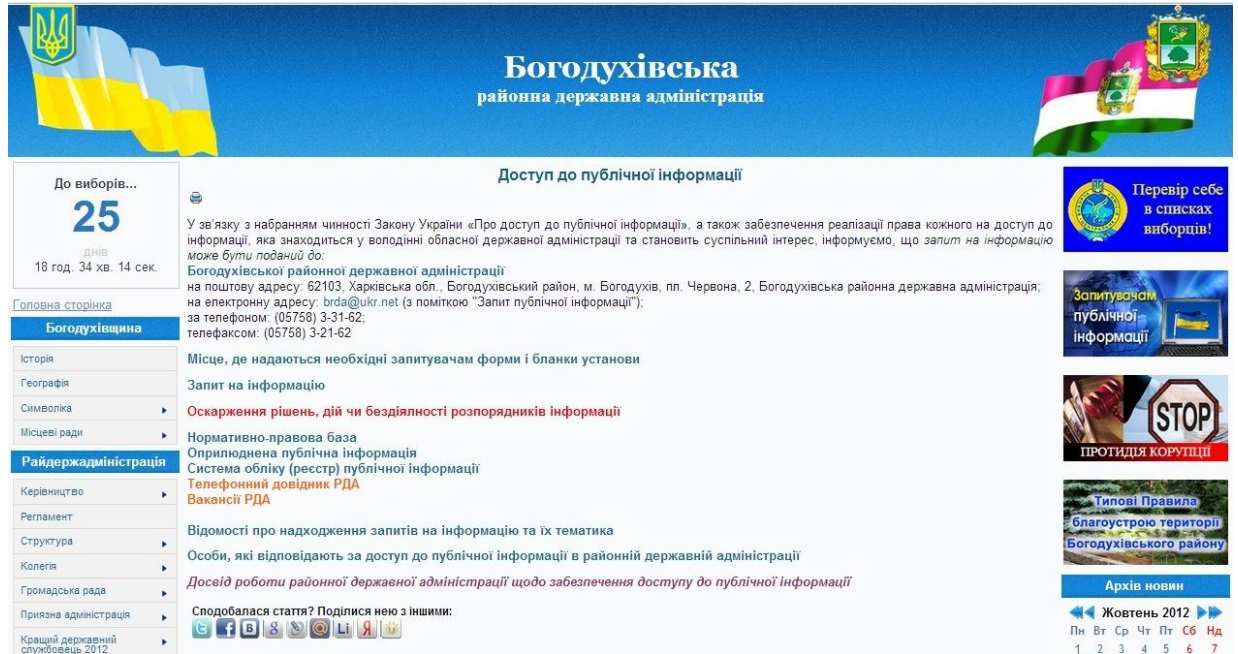 Богодухівська
районна державна адміністрація
До виборів...
25
днів
18 год. 34 хв. 14 сек.
Головна сторінка
Богодухівщина
Історія
Географія
Символіка
Місцеві ради
Райдержадміністрація
Керівництво
Регламент
Структура
Колегія
Громадська рада
Приязна адміністрація
Кращий державний
службовець 2012
Доступ до публічної інформації
У зв'язку з набранням чинності Закону України «Про доступ до публічної інформації», а також забезпечення реалізації права кожного на доступ до
інформації, яка знаходиться у володінні обласної державної адміністрації та становить суспільний інтерес, інформуємо, що запит на інформацію
може бути поданий до:
Богодухівської районної державної адміністрації
на поштову адресу: 62103, Харківська обл., Богодухівський район, м. Богодухів, пл. Червона, 2, Богодухівська районна державна адміністрація;
на електронну адресу: brda@ukr.net (з поміткою "Запит публічної інформації");
за телефоном: (05758) 3-31-62;
телефаксом: (05758) 3-21-62
Місце, де надаються необхідні запитувачам форми і бланки установи
Запит на інформацію
Оскарження рішень, дій чи бездіялності розпорядників інформації
Нормативно-правова база
Оприлюднена публічна інформація
Система обліку (реєстр) публічної інформації
Телефонний довідник РДА
Вакансії РДА
Відомості про надходження запитів на інформацію та їх тематика
Особи, які відповідають за доступ до публічної інформації в районній державній адміністрації
Досвід роботи районної державної адміністрації щодо забезпечення доступу до публічної інформації
Сподобалася стаття? Поділися нею з іншими:
Перевір себе
в списках
виборців!
Запитувачам
публічної
інформації
STOP
ПРОТИДІЯ КОРУПЦІЇ
Типові Правила
благоустрою території
Богодухівського району
Архів новин
Жовтень 2012
Пн Вт Ср Чт Пт Сб Нд
1 2 3 4 5 6 7